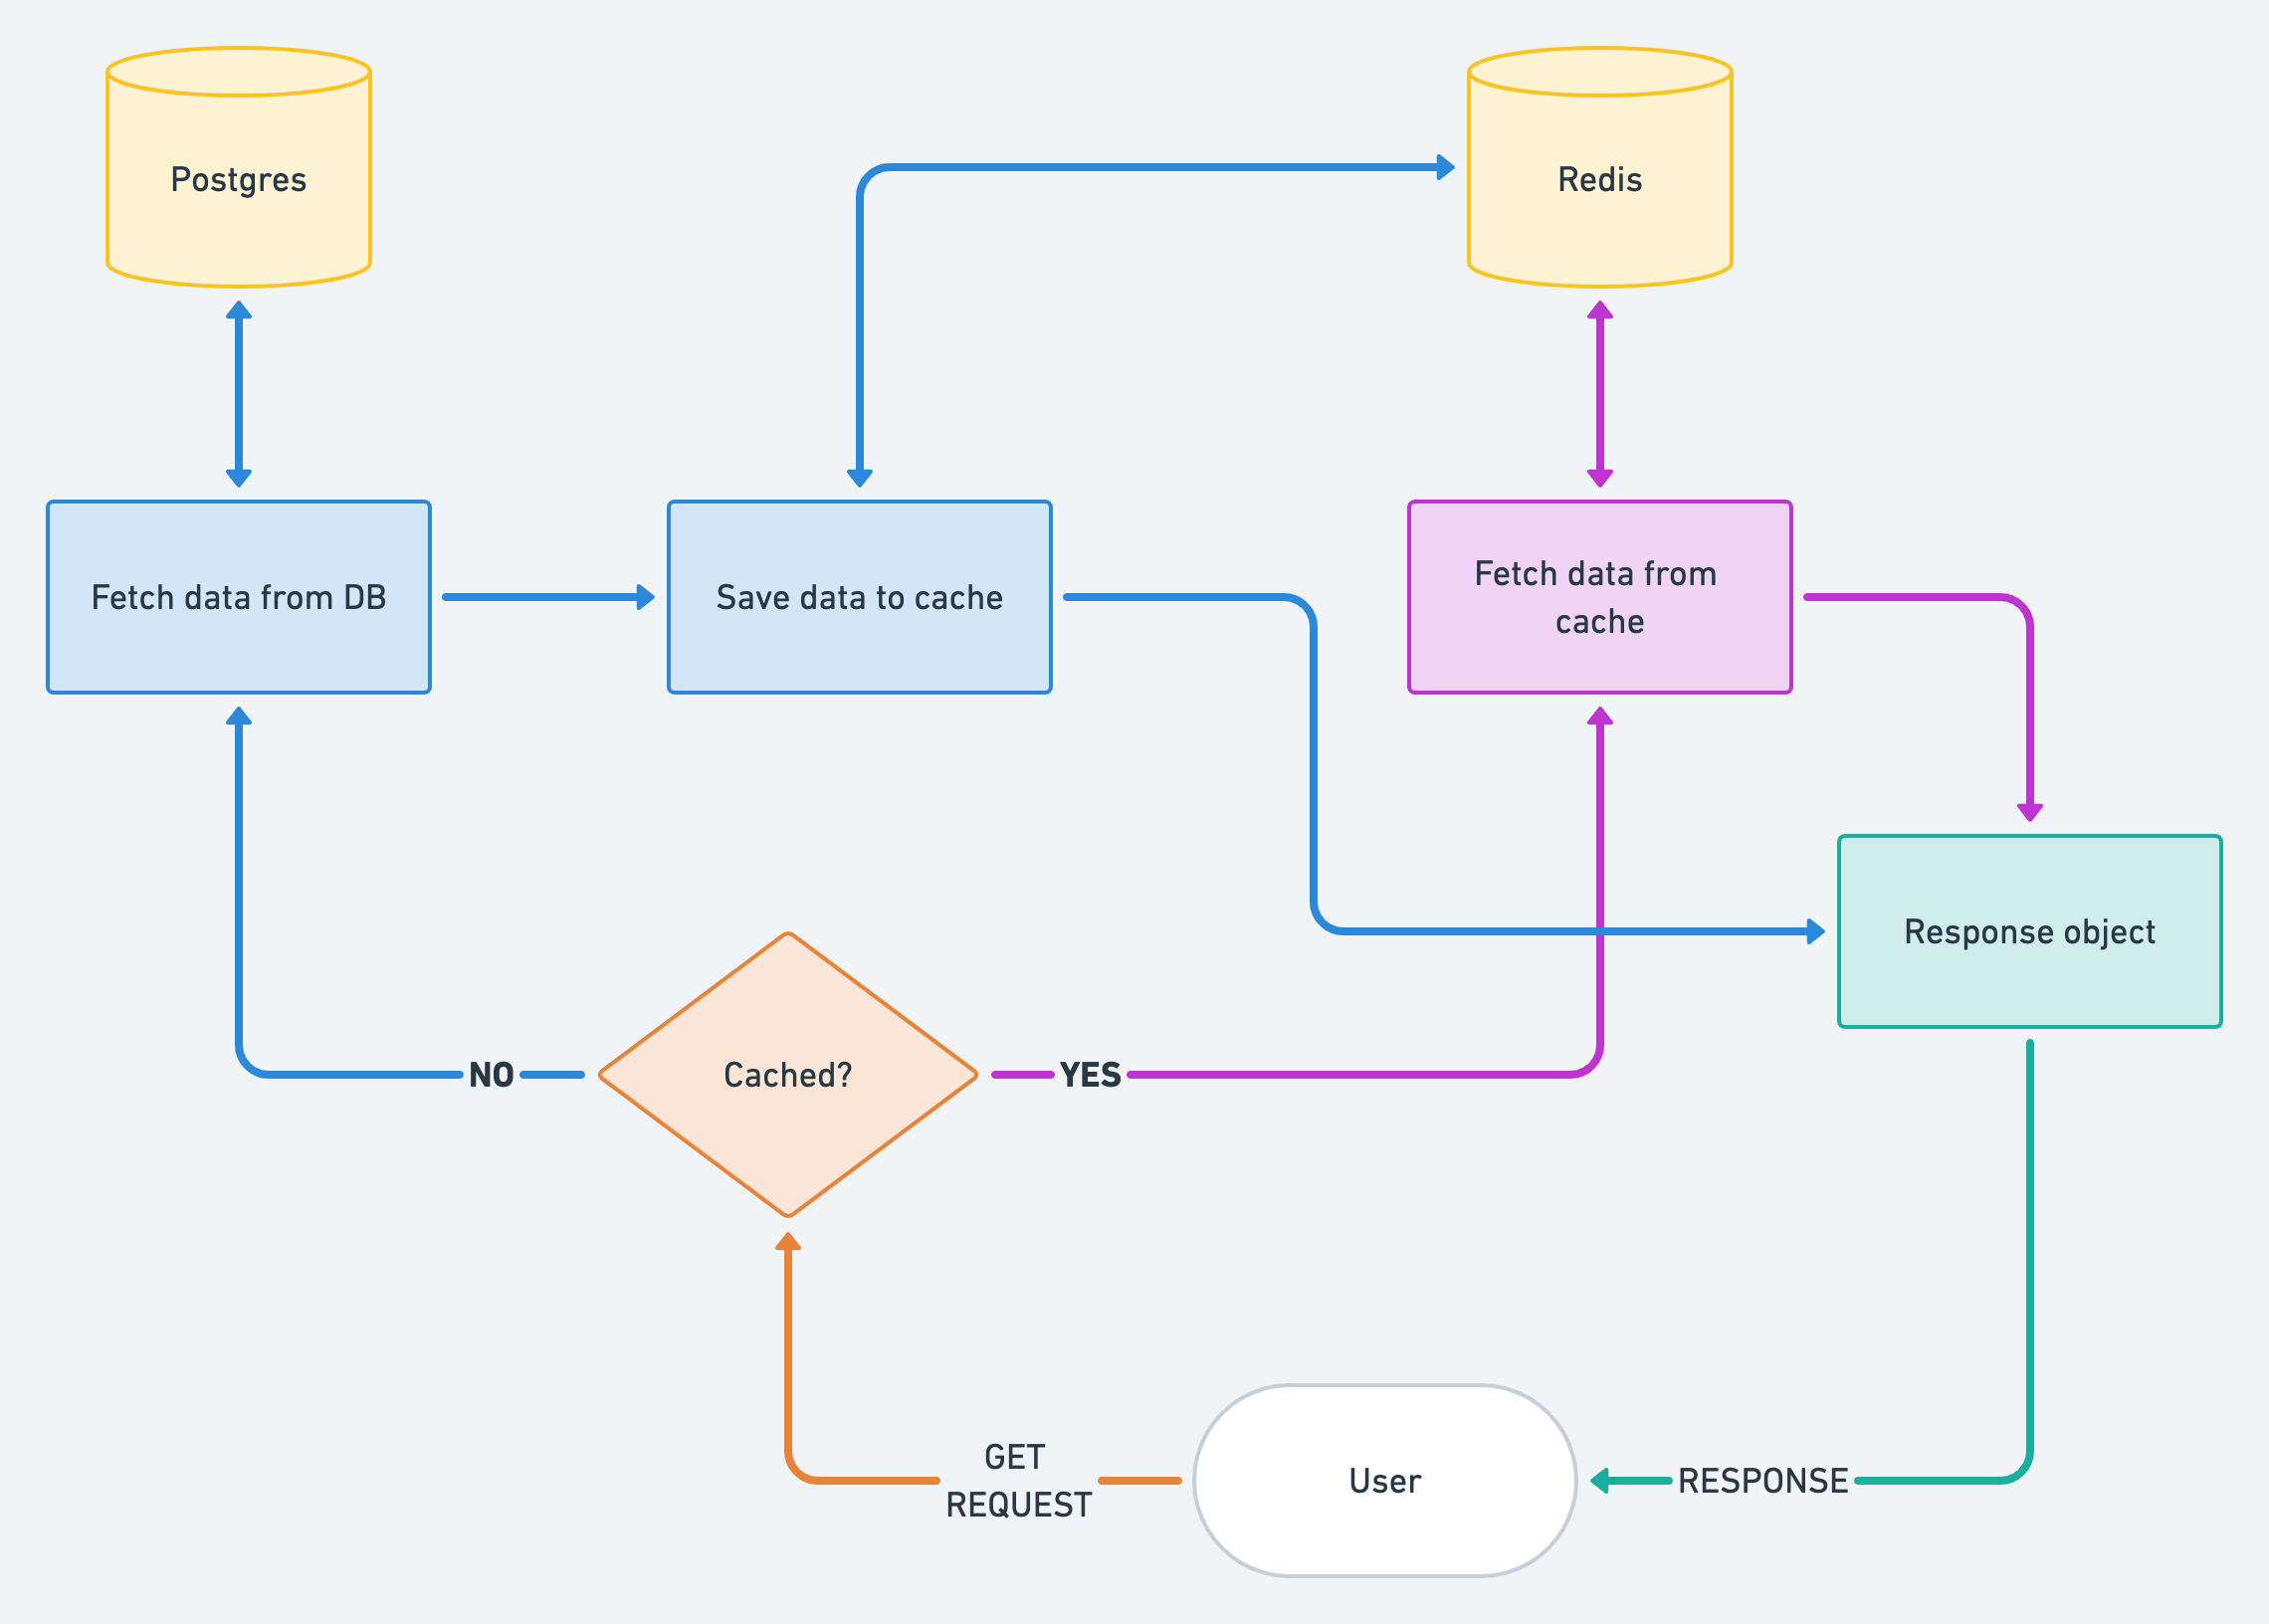 Postgres
Redis
Fetch data from DB
Save data to cache
Fetch data from
cache
Response object
NO
Cached?
YES
GET
REQUEST
User
RESPONSE